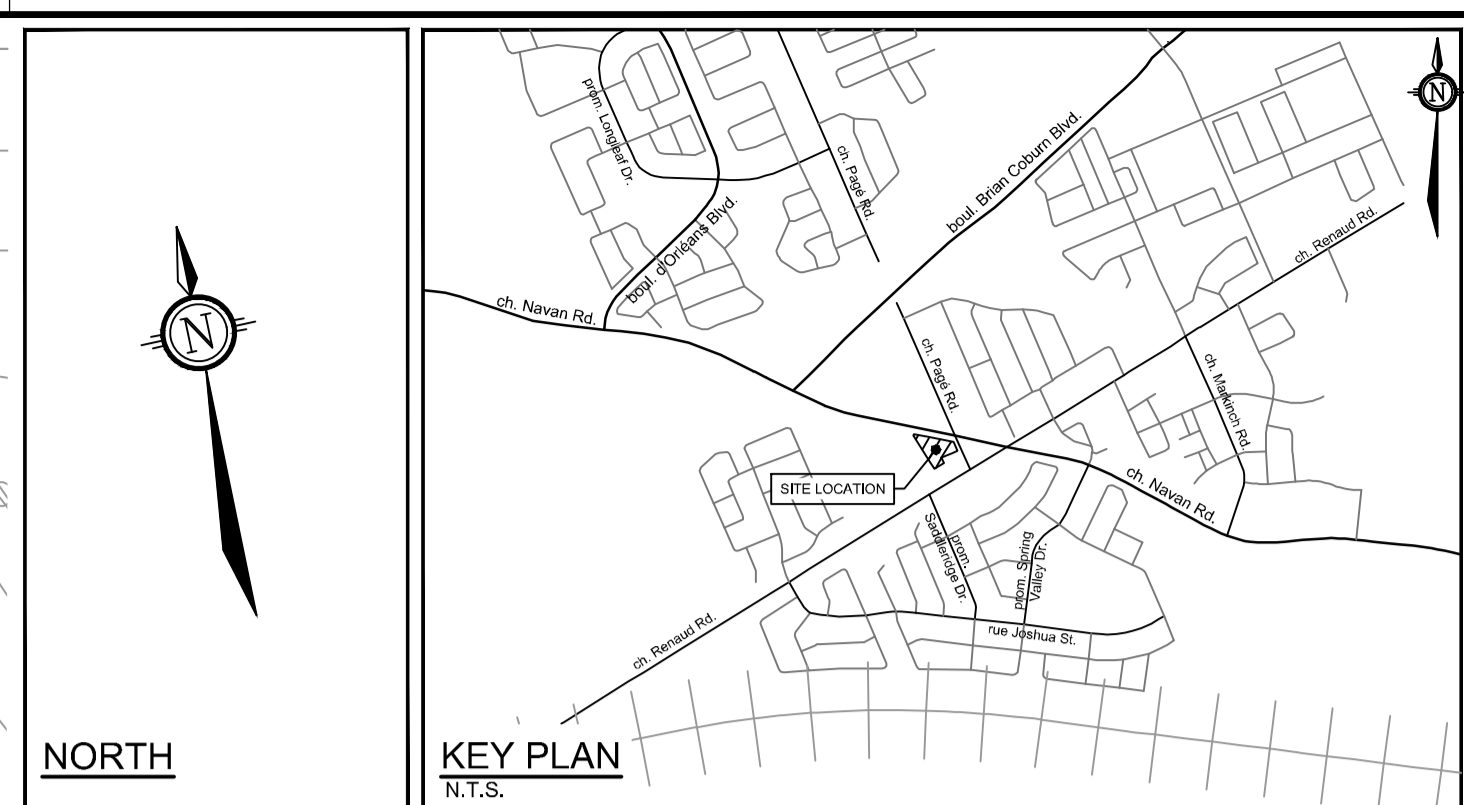 N
NORTH
N
prom. Longleaf Dr.
ch. Pagé Rd.
boul. Brian Coburn Blvd.
boul. d'Orléans Blvd.
ch. Renaud Rd.
ch. Navan Rd.
ch. Pagé Rd.
ch. Markinch Rd.
SITE LOCATION
ch. Navan Rd.
prom.
Saddleridge Dr.
prom. Spring
Valley Dr.
ch. Renaud Rd.
rue Joshua St.
KEY PLAN
N.T.S.